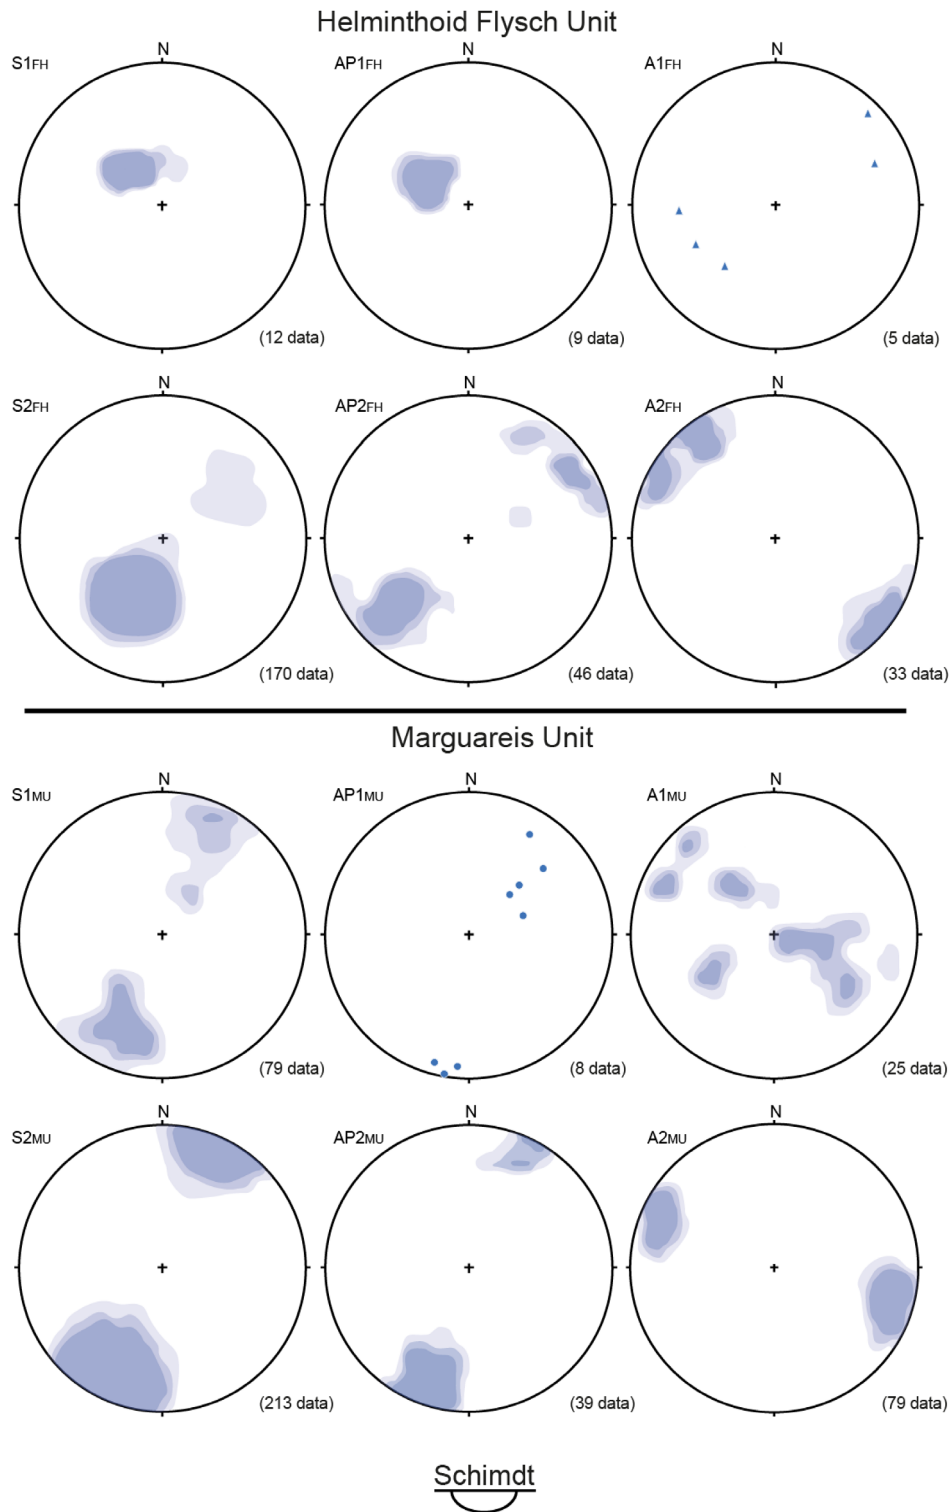 Helminthoid Flysch Unit
S1FH N AP1FH N A1FH N
(12 data) (9 data) (5 data)
S2FH N AP2FH N A2FH N
(170 data) (46 data) (33 data)
Marguareis Unit
S1MU N AP1MU N A1MU N
(79 data) (8 data) (25 data)
S2MU N AP2MU N A2MU N
(213 data) (39 data) (79 data)
Schimdt